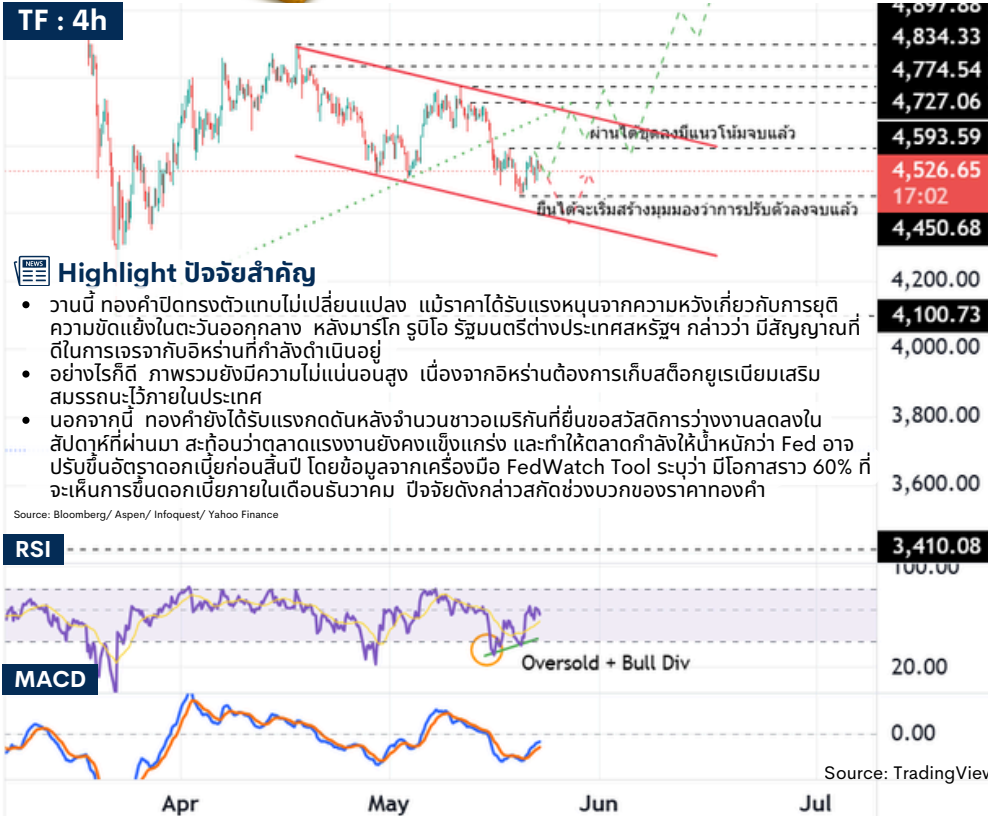 TF : 4h
4,897.88
4,834.33
4,774.54
4,727.06
ผ่านได้ชุดลงมีแนวโน้มจบแล้ว
4,593.59
4,526.65
17:02
ยืนได้จะเริ่มสร้างมุมมองว่าการปรับตัวลงจบแล้ว
4,450.68
NEWS
Highlight ปัจจัยสำคัญ
4,200.00
• วานนี้ ทองคำปิดทรงตัวแทบไม่เปลี่ยนแปลง แม้ราคาได้รับแรงหนุนจากความหวังเกี่ยวกับการยุติ
ความขัดแย้งในตะวันออกกลาง หลังมาร์โก รูบิโอ รัฐมนตรีต่างประเทศสหรัฐฯ กล่าวว่า มีสัญญาณที่
ดีในการเจรจากับอิหร่านที่กำลังดำเนินอยู่
4,100.73
4,000.00
• อย่างไรก็ดี ภาพรวมยังมีความไม่แน่นอนสูง เนื่องจากอิหร่านต้องการเก็บสต็อกยูเรเนียมเสริม
สมรรถนะไว้ภายในประเทศ
• นอกจากนี้ ทองคำยังได้รับแรงกดดันหลังจำนวนชาวอเมริกันที่ยื่นขอสวัสดิการว่างงานลดลงใน
สัปดาห์ที่ผ่านมา สะท้อนว่าตลาดแรงงานยังคงแข็งแกร่ง และทำให้ตลาดกำลังให้น้ำหนักว่า Fed อาจ
ปรับขึ้นอัตราดอกเบี้ยก่อนสิ้นปี โดยข้อมูลจากเครื่องมือ FedWatch Tool ระบุว่า มีโอกาสราว 60% ที่
จะเห็นการขึ้นดอกเบี้ยภายในเดือนธันวาคม ปัจจัยดังกล่าวสกัดช่วงบวกของราคาทองคำ
3,800.00
3,600.00
Source: Bloomberg/ Aspen/ Infoquest/ Yahoo Finance
RSI
3,410.08
100.00
Oversold + Bull Div
20.00
MACD
0.00
Source: TradingView
Apr
May
Jun
Jul